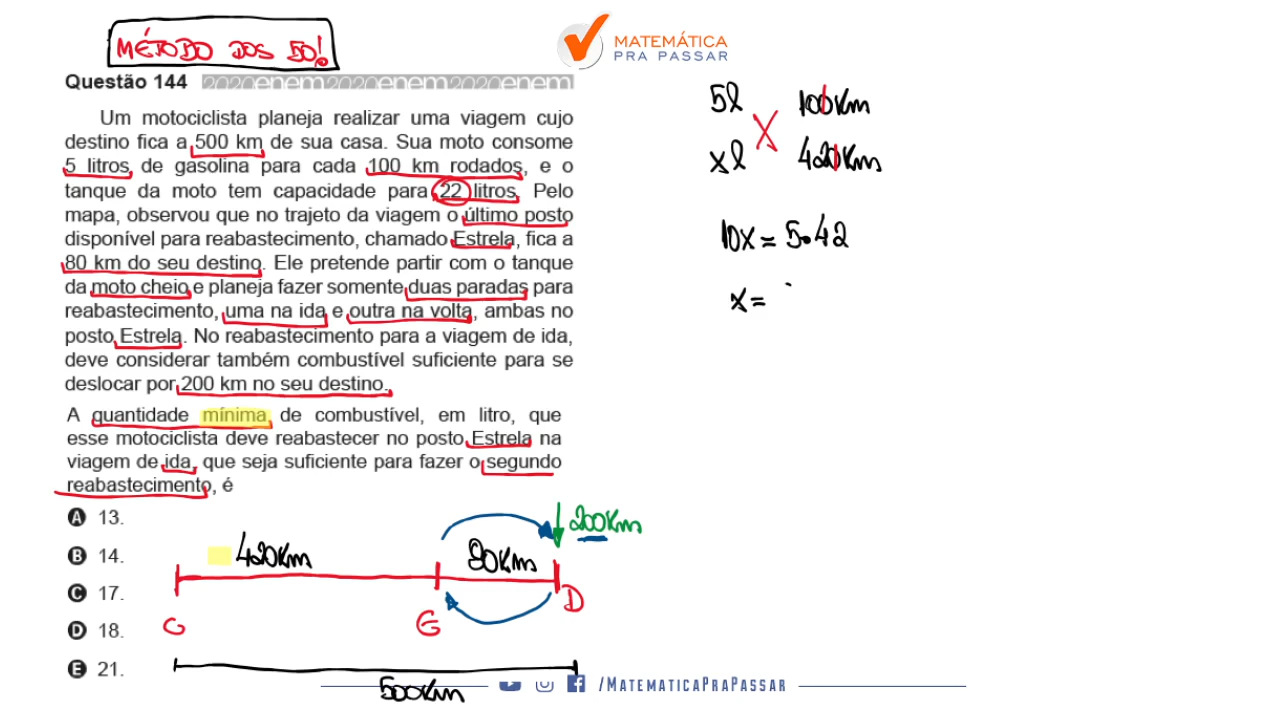 MÉTODO DOS 50!
MATEMÁTICA
PRA PASSAR
Questão 144 2020enem2020enem2020enem
Um motociclista planeja realizar uma viagem cujo
destino fica a 500 km de sua casa. Sua moto consome
5 litros de gasolina para cada 100 km rodados, e o
tanque da moto tem capacidade para 22 litros. Pelo
mapa, observou que no trajeto da viagem o último posto
disponível para reabastecimento, chamado Estrela, fica a
80 km do seu destino. Ele pretende partir com o tanque
da moto cheio e planeja fazer somente duas paradas para
reabastecimento, uma na ida e outra na volta, ambas no
posto Estrela. No reabastecimento para a viagem de ida,
deve considerar também combustível suficiente para se
deslocar por 200 km no seu destino.
A quantidade mínima de combustível, em litro, que
esse motociclista deve reabastecer no posto Estrela na
viagem de ida, que seja suficiente para fazer o segundo
reabastecimento, é
A 13.
B 14.
C 17.
D 18.
E 21.
200km
420km 80km
C E D
500km
5l 100km
xl 420km
10x = 5.42
x =
/MatematicaPraPassar